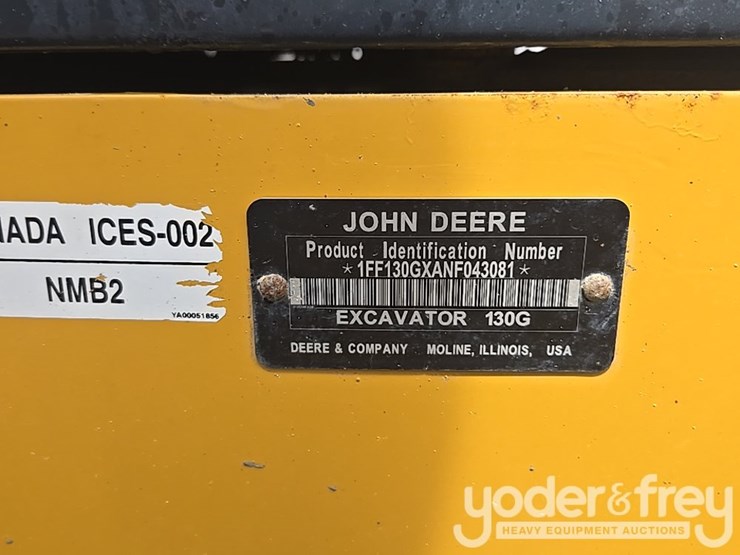 NADA ICES-002
NMB2
YA00051856
JOHN DEERE
Product Identification Number
*1FF130GXANF043081*
EXCAVATOR 130G
DEERE & COMPANY MOLINE, ILLINOIS, USA
yoder&frey
HEAVY EQUIPMENT AUCTIONS